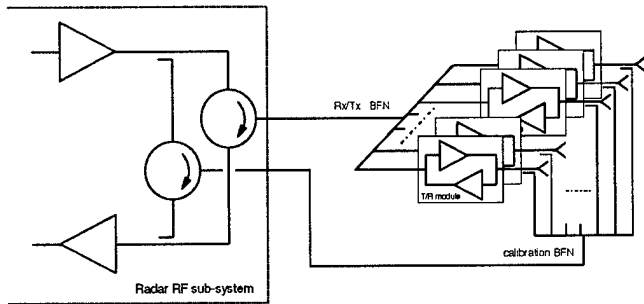 Rx/Tx BFN
T/R module
calibration BFN
Radar RF sub-system